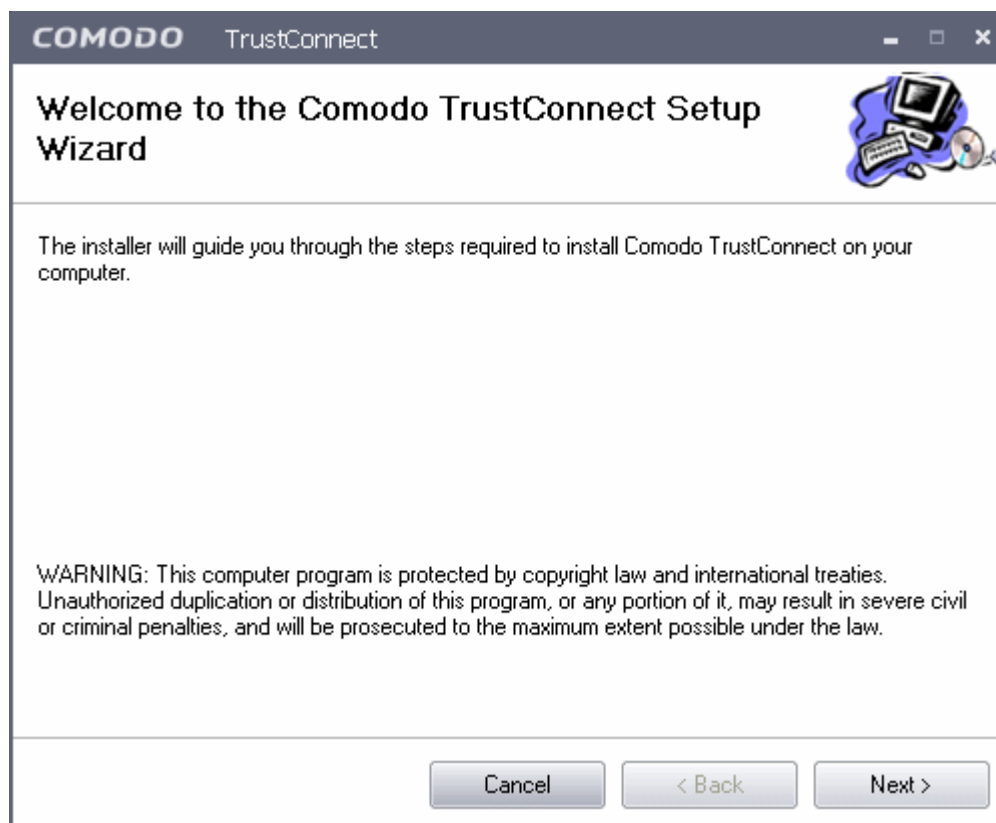 COMODO TrustConnect
Welcome to the Comodo TrustConnect Setup
Wizard
The installer will guide you through the steps required to install Comodo TrustConnect on your
computer.
WARNING: This computer program is protected by copyright law and international treaties.
Unauthorized duplication or distribution of this program, or any portion of it, may result in severe civil
or criminal penalties, and will be prosecuted to the maximum extent possible under the law.
Cancel < Back Next >